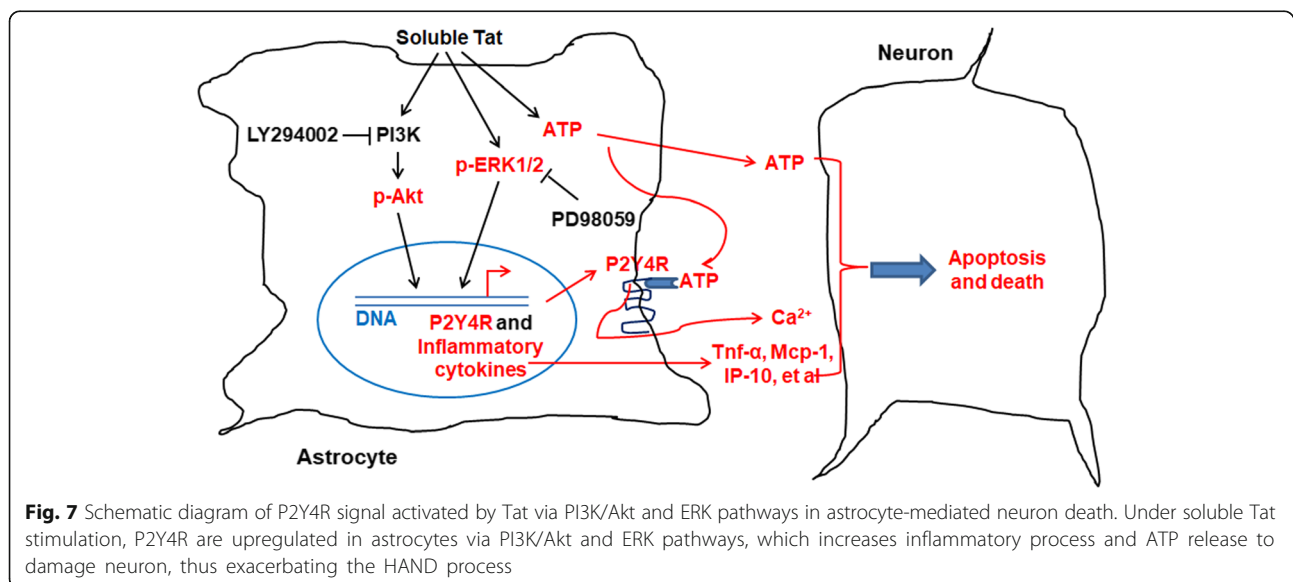 Soluble Tat
Neuron
LY294002
PI3K
ATP
p-ERK1/2
ATP
p-Akt
PD98059
P2Y4R
ATP
Apoptosis
and death
DNA
P2Y4R and
Inflammatory
cytokines
Ca²⁺
Tnf-α, Mcp-1,
IP-10, et al
Astrocyte
Fig. 7 Schematic diagram of P2Y4R signal activated by Tat via PI3K/Akt and ERK pathways in astrocyte-mediated neuron death. Under soluble Tat
stimulation, P2Y4R are upregulated in astrocytes via PI3K/Akt and ERK pathways, which increases inflammatory process and ATP release to
damage neuron, thus exacerbating the HAND process